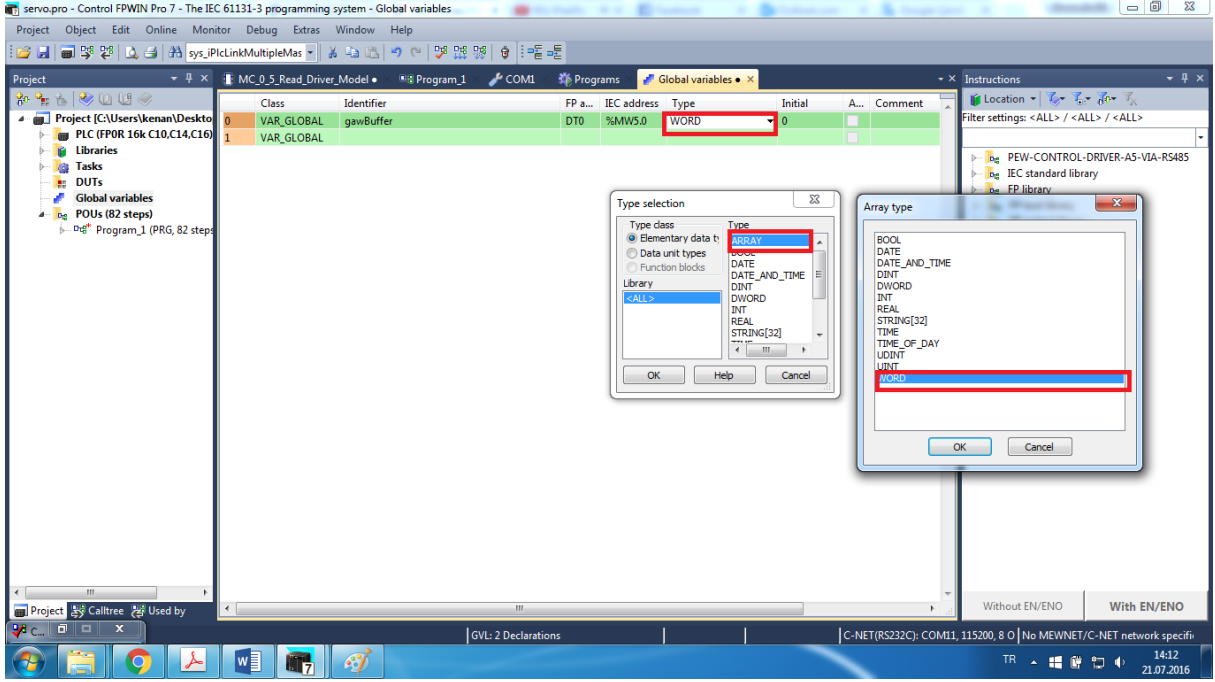 servo.pro - Control FPWIN Pro 7 - The IEC 61131-3 programming system - Global variables
Project Object Edit Online Monitor Debug Extras Window Help
sys_iPlcLinkMultipleMas
Project
MC_0_5_Read_Driver_Model • Program_1 COM1 Programs Global variables • ×
Instructions
Project [C:\Users\kenan\Deskto
PLC (FP0R 16k C10,C14,C16)
Libraries
Tasks
DUTs
Global variables
POUs (82 steps)
Program_1 (PRG, 82 steps
Class Identifier FP a... IEC address Type Initial A... Comment
0 VAR_GLOBAL gawBuffer DT0 %MW5.0 WORD 0
1 VAR_GLOBAL
Location
Filter settings: <ALL> / <ALL> / <ALL>
PEW-CONTROL-DRIVER-A5-VIA-RS485
IEC standard library
FP library
Type selection
Type class
Elementary data t
Data unit types
Function blocks
Library
<ALL>
Type
ARRAY
BOOL
DATE
DATE_AND_TIME
DINT
DWORD
INT
REAL
STRING[32]
TIME
OK Help Cancel
Array type
BOOL
DATE
DATE_AND_TIME
DINT
DWORD
INT
REAL
STRING[32]
TIME
TIME_OF_DAY
UDINT
UINT
WORD
OK Cancel
Without EN/ENO With EN/ENO
Project Calltree Used by
C...
GVL: 2 Declarations
C-NET(RS232C): COM11, 115200, 8 O No MEWNET/C-NET network specifi
TR
14:12
21.07.2016